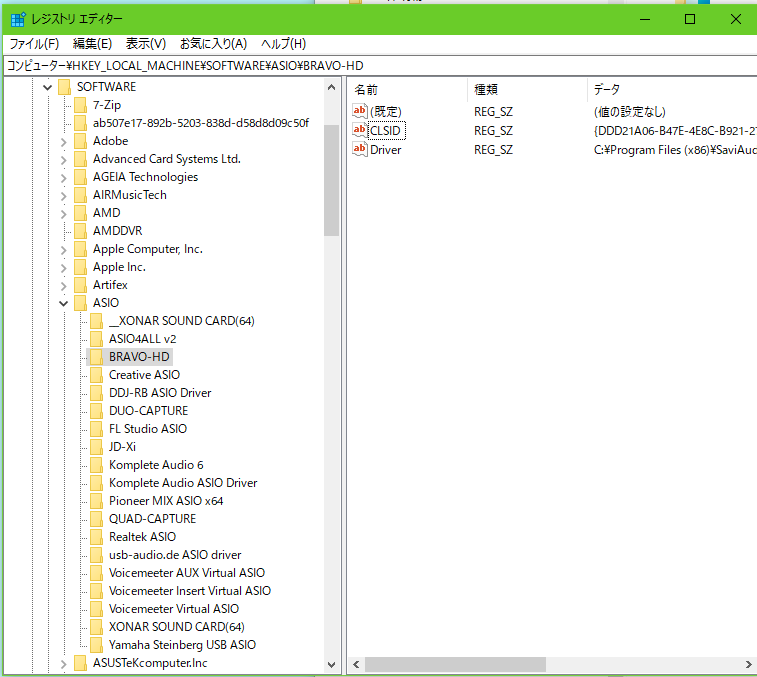 レジストリ エディター
ファイル(F) 編集(E) 表示(V) お気に入り(A) ヘルプ(H)
コンピューター¥HKEY_LOCAL_MACHINE¥SOFTWARE¥ASIO¥BRAVO-HD
SOFTWARE
7-Zip
ab507e17-892b-5203-838d-d58d8d09c50f
Adobe
Advanced Card Systems Ltd.
AGEIA Technologies
AIRMusicTech
AMD
AMDDVR
Apple Computer, Inc.
Apple Inc.
Artifex
ASIO
__XONAR SOUND CARD(64)
ASIO4ALL v2
BRAVO-HD
Creative ASIO
DDJ-RB ASIO Driver
DUO-CAPTURE
FL Studio ASIO
JD-Xi
Komplete Audio 6
Komplete Audio ASIO Driver
Pioneer MIX ASIO x64
QUAD-CAPTURE
Realtek ASIO
usb-audio.de ASIO driver
Voicemeeter AUX Virtual ASIO
Voicemeeter Insert Virtual ASIO
Voicemeeter Virtual ASIO
XONAR SOUND CARD(64)
Yamaha Steinberg USB ASIO
ASUSTeKcomputer.Inc
名前 種類 データ
ab (既定) REG_SZ (値の設定なし)
ab CLSID REG_SZ {DDD21A06-B47E-4E8C-B921-27
ab Driver REG_SZ C:¥Program Files (x86)¥SaviAud